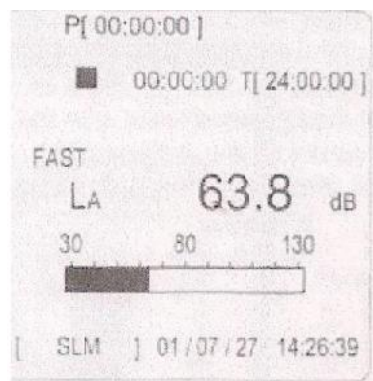 P[ 00:00:00 ]
00:00:00 T[ 24:00:00 ]
FAST
LA 63.8 dB
30 80 130
[ SLM ] 01/07/27 14:26:39